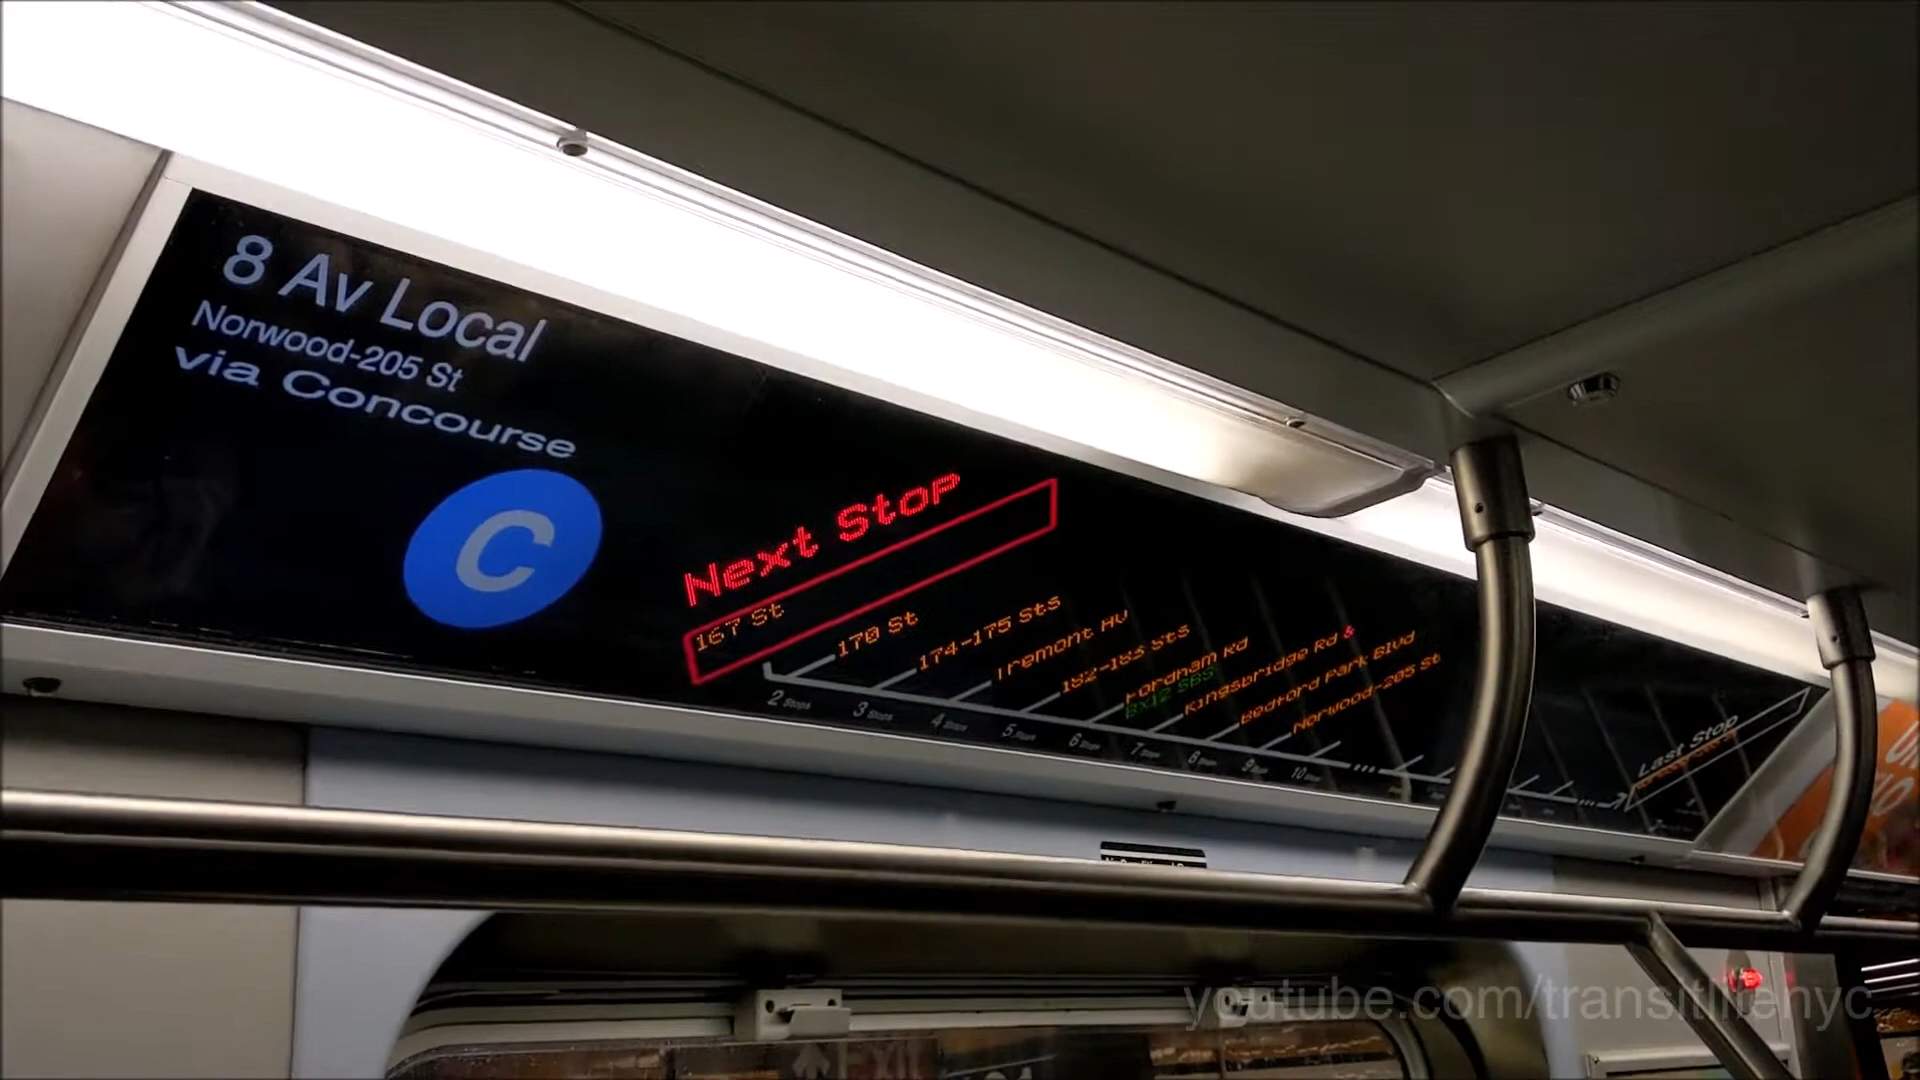 8 Av Local
Norwood-205 St
via Concourse
C
Next Stop
167 St
170 St
174-175 Sts
Tremont Av
182-183 Sts
Fordham Rd
Bx12 SBS
Kingsbridge Rd &
Bedford Park Blvd
Norwood-205 St
2 Stops
3 Stops
4 Stops
5 Stops
6 Stops
7 Stops
8 Stops
9 Stops
10 Stops
Last Stop
EXIT
youtube.com/transitlifenyc